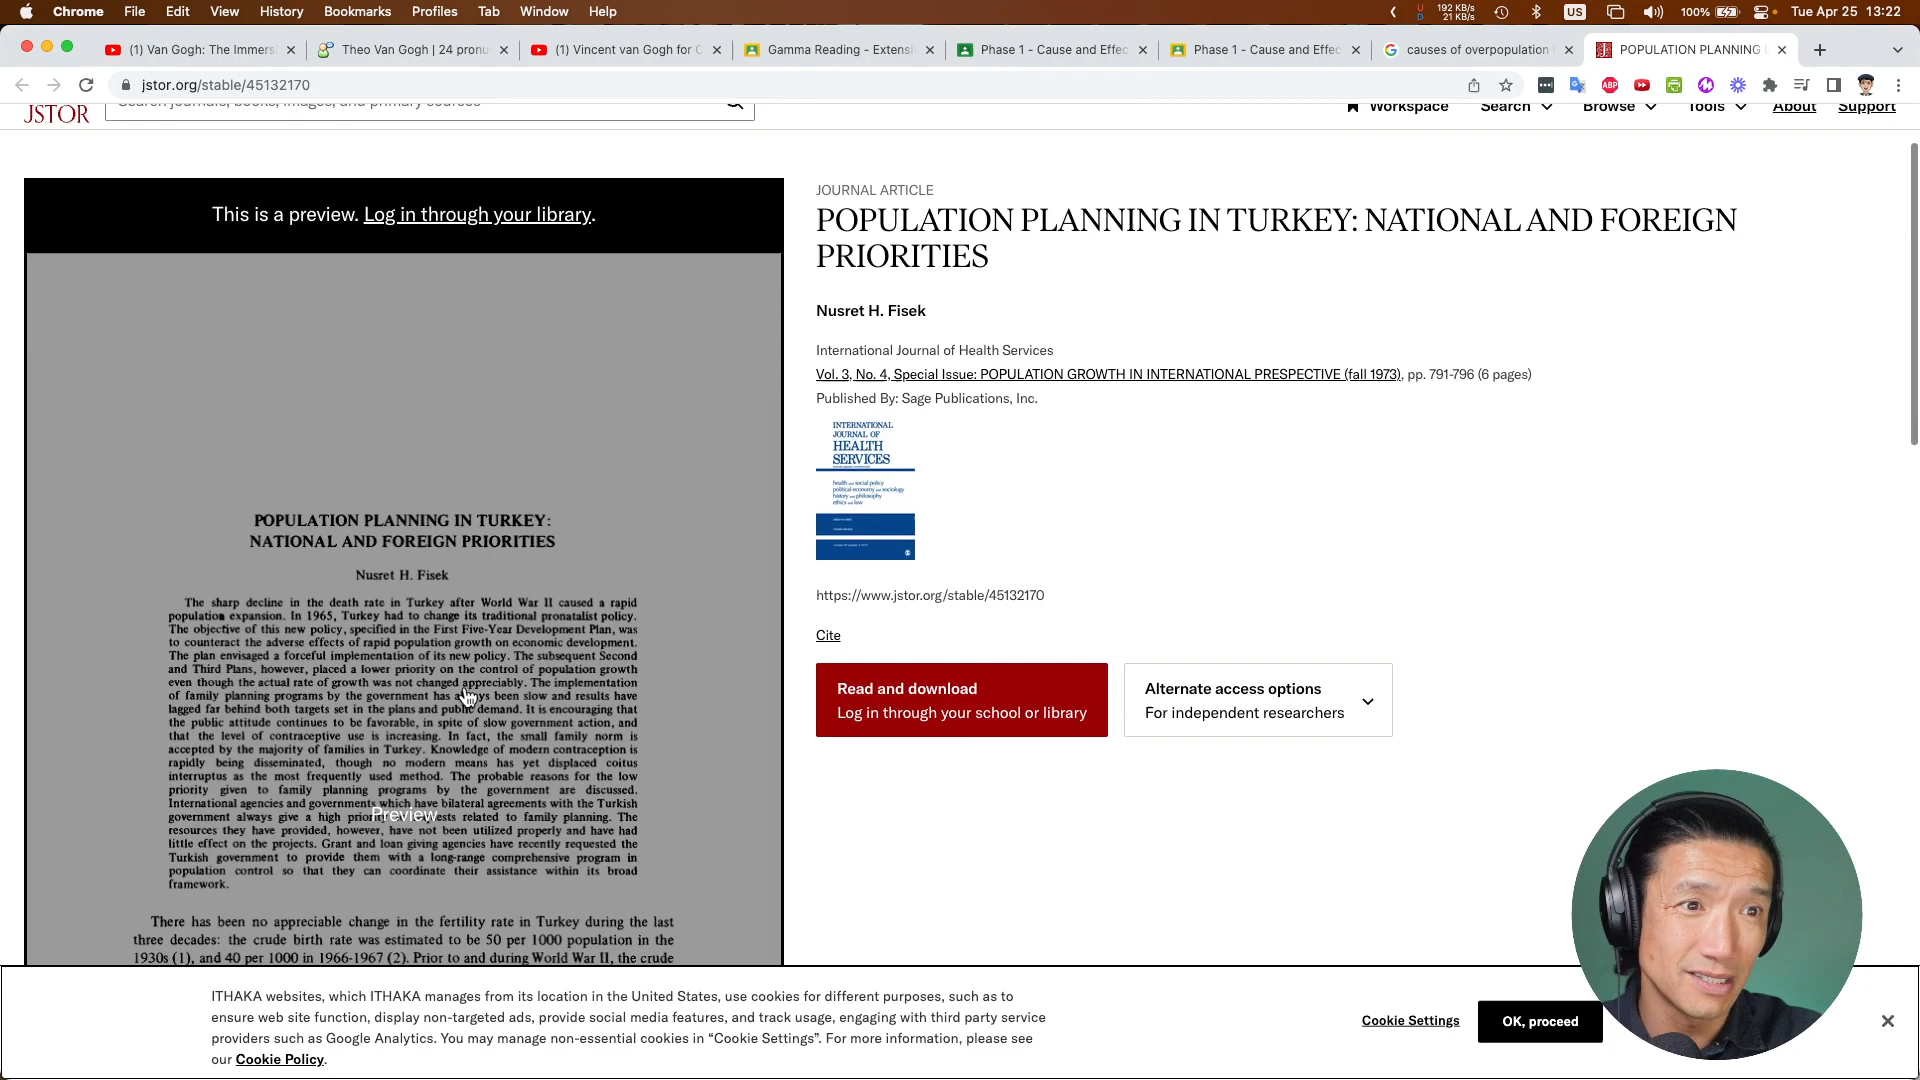 Chrome File Edit View History Bookmarks Profiles Tab Window Help
192 KB/s
21 KB/s
US
100%
Tue Apr 25 13:22
(1) Van Gogh: The Immersi
Theo Van Gogh | 24 pronun
(1) Vincent van Gogh for C
Gamma Reading - Extensiv
Phase 1 - Cause and Effec
Phase 1 - Cause and Effec
causes of overpopulation
POPULATION PLANNING
jstor.org/stable/45132170
JSTOR
Search journals, books, images, and primary sources
Workspace
Search
Browse
Tools
About
Support
This is a preview. Log in through your library.
POPULATION PLANNING IN TURKEY:
NATIONAL AND FOREIGN PRIORITIES
Nusret H. Fisek
The sharp decline in the death rate in Turkey after World War II caused a rapid
population expansion. In 1965, Turkey had to change its traditional pronatalist policy.
The objective of this new policy, specified in the First Five-Year Development Plan, was
to counteract the adverse effects of rapid population growth on economic development.
The plan envisaged a forceful implementation of its new policy. The subsequent Second
and Third Plans, however, placed a lower priority on the control of population growth
even though the actual rate of growth was not changed appreciably. The implementation
of family planning programs by the government has always been slow and results have
lagged far behind both targets set in the plans and public demand. It is encouraging that
the public attitude continues to be favorable, in spite of slow government action, and
that the level of contraceptive use is increasing. In fact, the small family norm is
accepted by the majority of families in Turkey. Knowledge of modern contraception is
rapidly being disseminated, though no modern means has yet displaced coitus
interruptus as the most frequently used method. The probable reasons for the low
priority given to family planning programs by the government are discussed.
International agencies and governments which have bilateral agreements with the Turkish
government always give a high priority to requests related to family planning. The
resources they have provided, however, have not been utilized properly and have had
little effect on the projects. Grant and loan giving agencies have recently requested the
Turkish government to provide them with a long-range comprehensive program in
population control so that they can coordinate their assistance within its broad
framework.
Preview
There has been no appreciable change in the fertility rate in Turkey during the last
three decades: the crude birth rate was estimated to be 50 per 1000 population in the
1930s (1), and 40 per 1000 in 1966-1967 (2). Prior to and during World War II, the crude
JOURNAL ARTICLE
POPULATION PLANNING IN TURKEY: NATIONAL AND FOREIGN
PRIORITIES
Nusret H. Fisek
International Journal of Health Services
Vol. 3, No. 4, Special Issue: POPULATION GROWTH IN INTERNATIONAL PRESPECTIVE (fall 1973), pp. 791-796 (6 pages)
Published By: Sage Publications, Inc.
INTERNATIONAL
JOURNAL OF
HEALTH
SERVICES
health and social policy
political economy and sociology
history and philosophy
ethics and law
https://www.jstor.org/stable/45132170
Cite
Read and download
Log in through your school or library
Alternate access options
For independent researchers
ITHAKA websites, which ITHAKA manages from its location in the United States, use cookies for different purposes, such as to
ensure web site function, display non-targeted ads, provide social media features, and track usage, engaging with third party service
providers such as Google Analytics. You may manage non-essential cookies in “Cookie Settings”. For more information, please see
our Cookie Policy.
Cookie Settings
OK, proceed